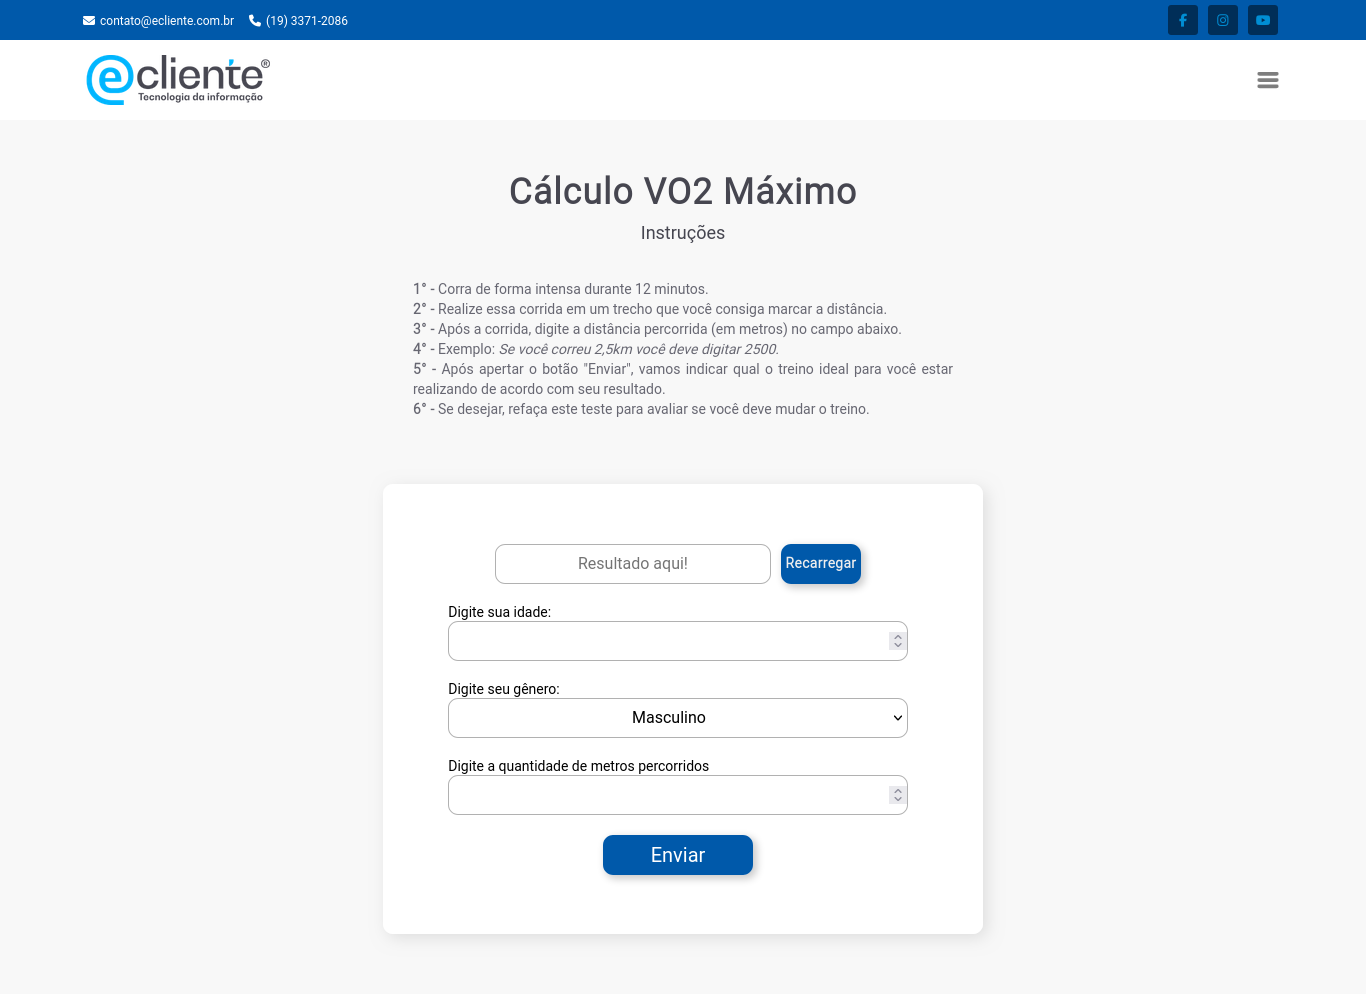 contato@ecliente.com.br (19) 3371-2086
ecliente®
Tecnologia da informação
Cálculo VO2 Máximo
Instruções
1° - Corra de forma intensa durante 12 minutos.
2° - Realize essa corrida em um trecho que você consiga marcar a distância.
3° - Após a corrida, digite a distância percorrida (em metros) no campo abaixo.
4° - Exemplo: Se você correu 2,5km você deve digitar 2500.
5° - Após apertar o botão "Enviar", vamos indicar qual o treino ideal para você estar
realizando de acordo com seu resultado.
6° - Se desejar, refaça este teste para avaliar se você deve mudar o treino.
Resultado aqui! Recarregar
Digite sua idade:
Digite seu gênero:
Masculino
Digite a quantidade de metros percorridos
Enviar